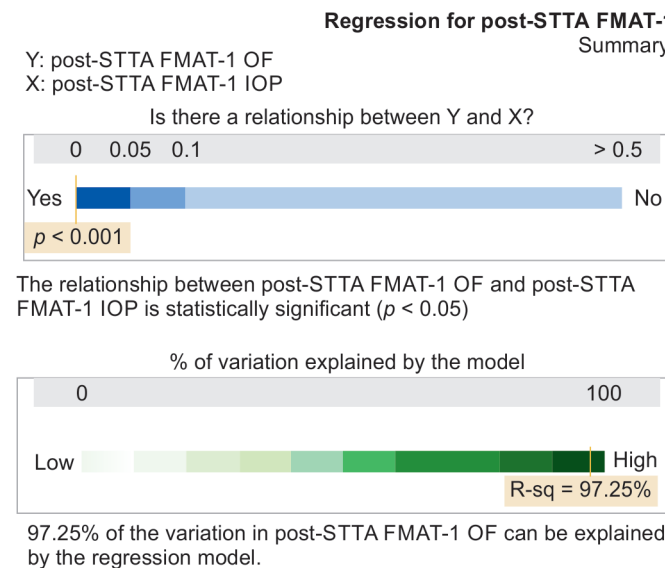 Regression for post-STTA FMAT-1
Summary
Y: post-STTA FMAT-1 OF
X: post-STTA FMAT-1 IOP
Is there a relationship between Y and X?
0 0.05 0.1 > 0.5
Yes No
p < 0.001
The relationship between post-STTA FMAT-1 OF and post-STTA
FMAT-1 IOP is statistically significant (p < 0.05)
% of variation explained by the model
0 100
Low High
R-sq = 97.25%
97.25% of the variation in post-STTA FMAT-1 OF can be explained
by the regression model.